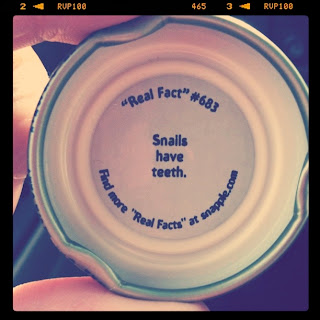 2 RVP100 465 3 RVP100
"Real Fact" #683
Snails
have
teeth.
Find more "Real Facts" at snapple.com